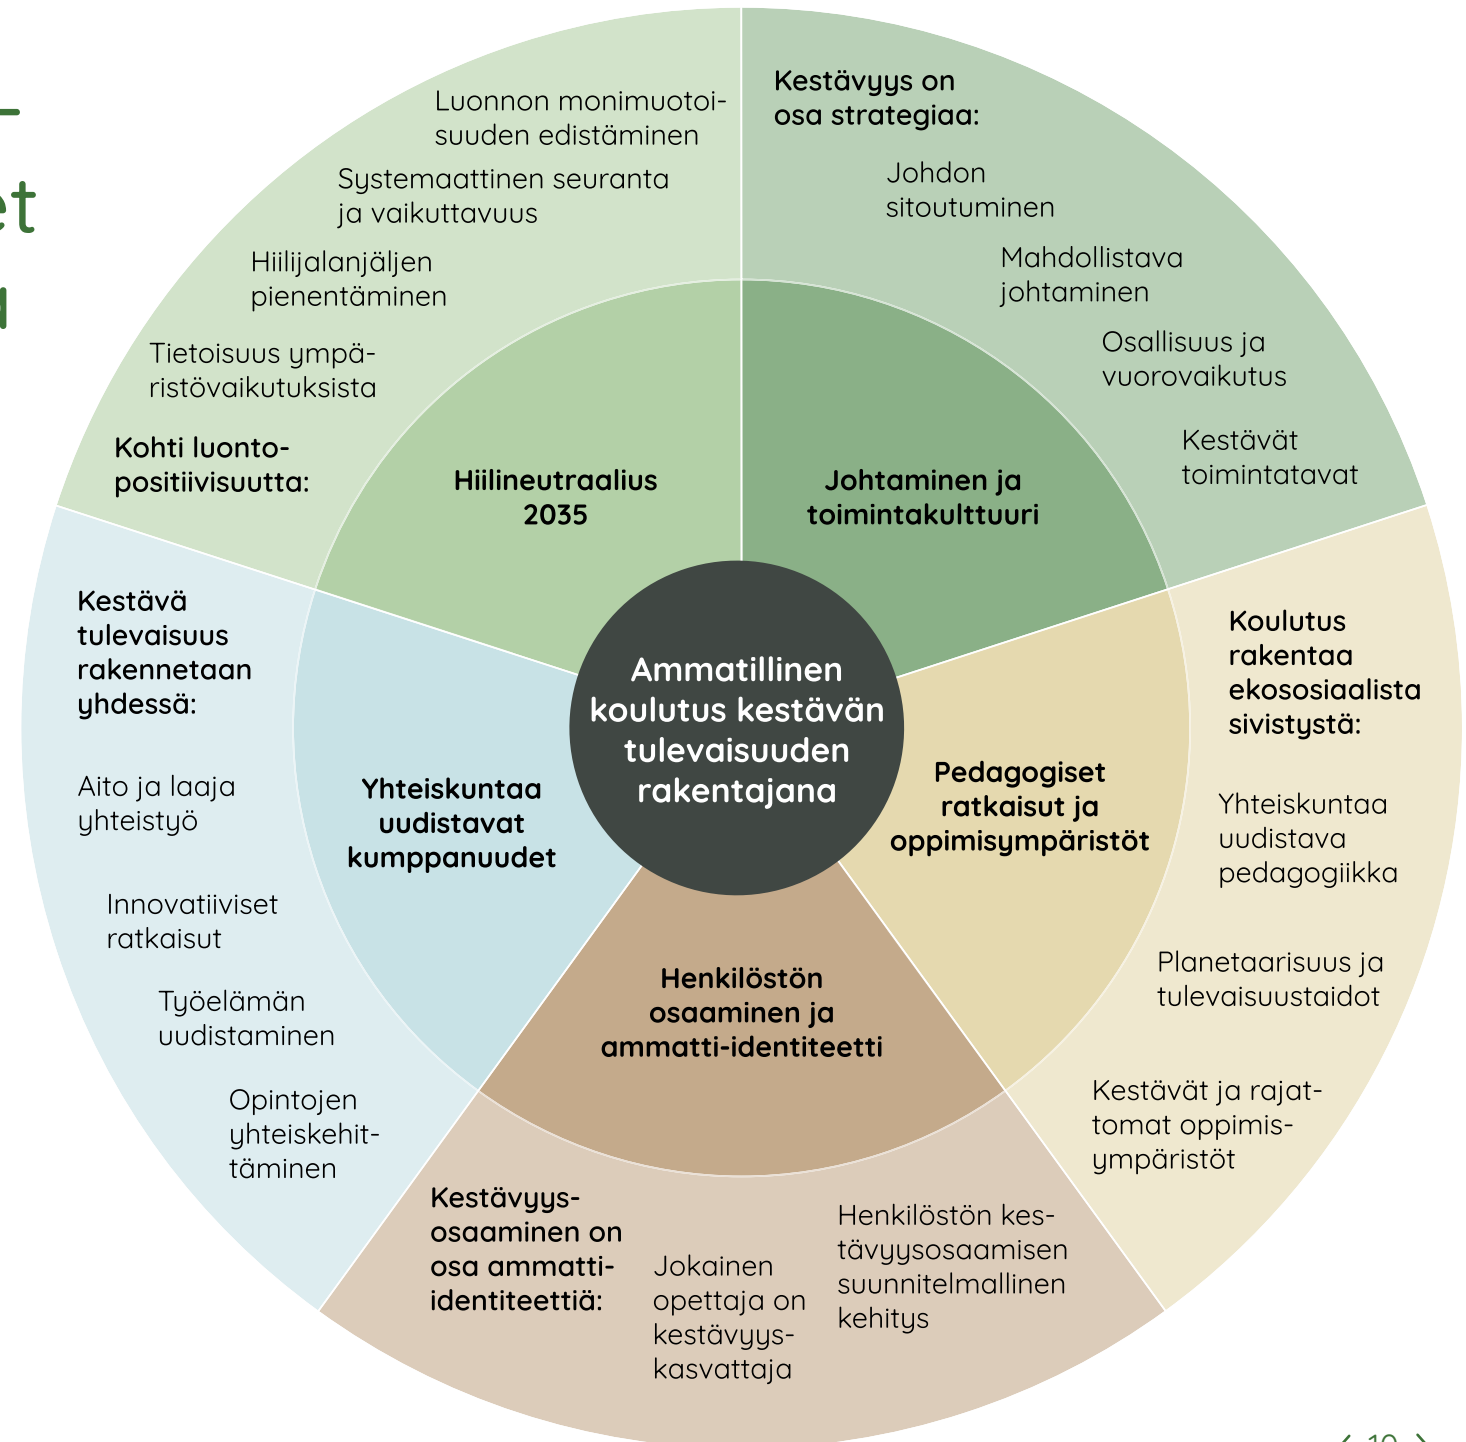 et
Luonnon monimuotoi-
suuden edistäminen
Systemaattinen seuranta
ja vaikuttavuus
Hiilijalanjäljen
pienentäminen
Tietoisuus ympä-
ristövaikutuksista
Kohti luonto-
positiivisuutta:
Hiilineutraalius
2035
Kestävyys on
osa strategiaa:
Johdon
sitoutuminen
Mahdollistava
johtaminen
Osallisuus ja
vuorovaikutus
Kestävät
toimintatavat
Johtaminen ja
toimintakulttuuri
Koulutus
rakentaa
ekososiaalista
sivistystä:
Yhteiskuntaa
uudistava
pedagogiikka
Planetaarisuus ja
tulevaisuustaidot
Kestävät ja rajat-
tomat oppimis-
ympäristöt
Pedagogiset
ratkaisut ja
oppimisympäristöt
Ammatillinen
koulutus kestävän
tulevaisuuden
rakentajana
Kestävä
tulevaisuus
rakennetaan
yhdessä:
Aito ja laaja
yhteistyö
Innovatiiviset
ratkaisut
Työelämän
uudistaminen
Opintojen
yhteiskehit-
täminen
Yhteiskuntaa
uudistavat
kumppanuudet
Henkilöstön
osaaminen ja
ammatti-identiteetti
Kestävyys-
osaaminen on
osa ammatti-
identiteettiä:
Jokainen
opettaja on
kestävyys-
kasvattaja
Henkilöstön kes-
tävyysosaamisen
suunnitelmallinen
kehitys